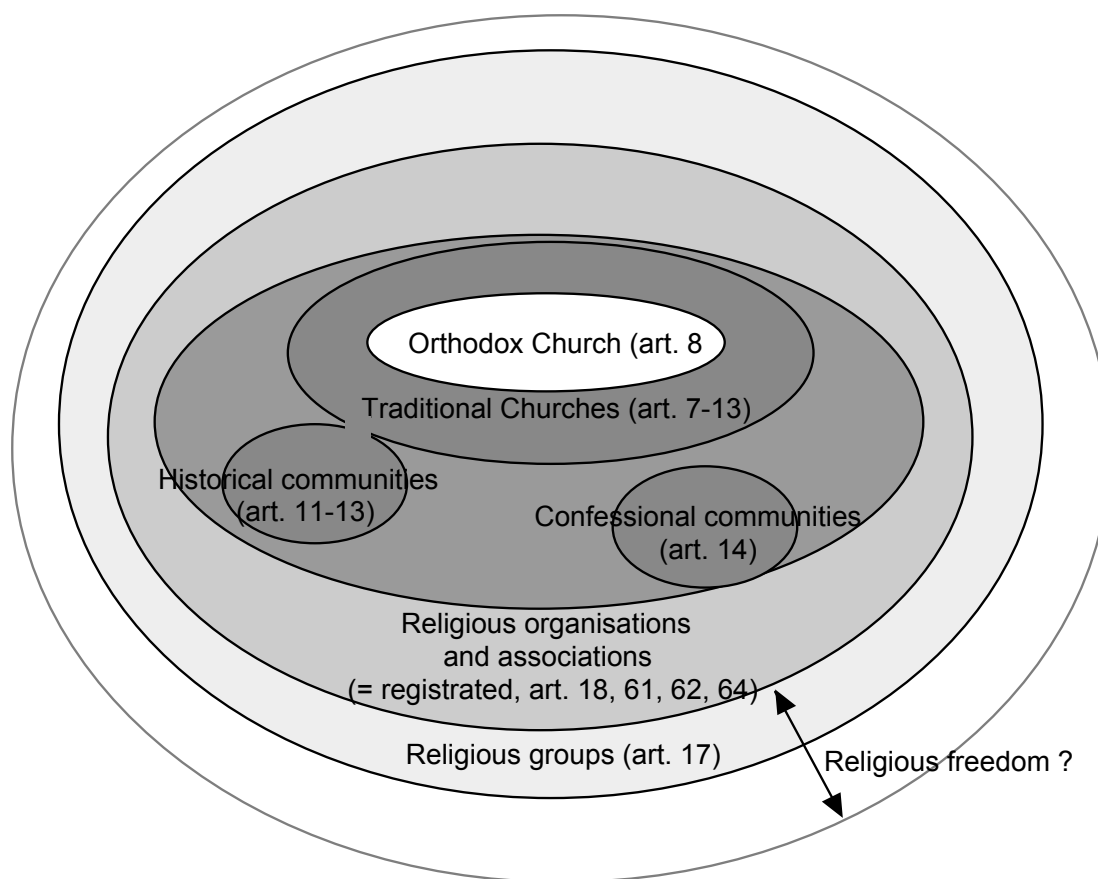 Orthodox Church (art. 8
Traditional Churches (art. 7-13)
Historical communities
(art. 11-13)
Confessional communities
(art. 14)
Religious organisations
and associations
(= registrated, art. 18, 61, 62, 64)
Religious groups (art. 17)
Religious freedom ?